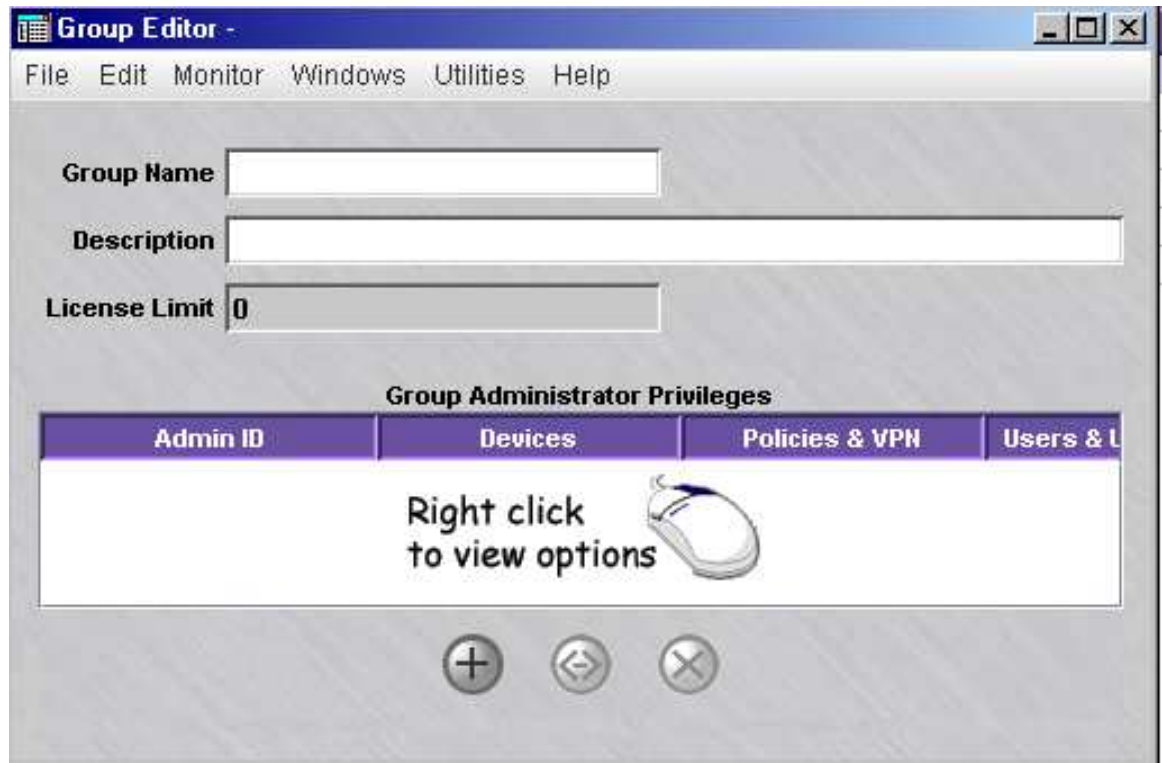 Group Editor -
File Edit Monitor Windows Utilities Help
Group Name
Description
License Limit 0
Group Administrator Privileges
Admin ID Devices Policies & VPN Users &
Right click
to view options